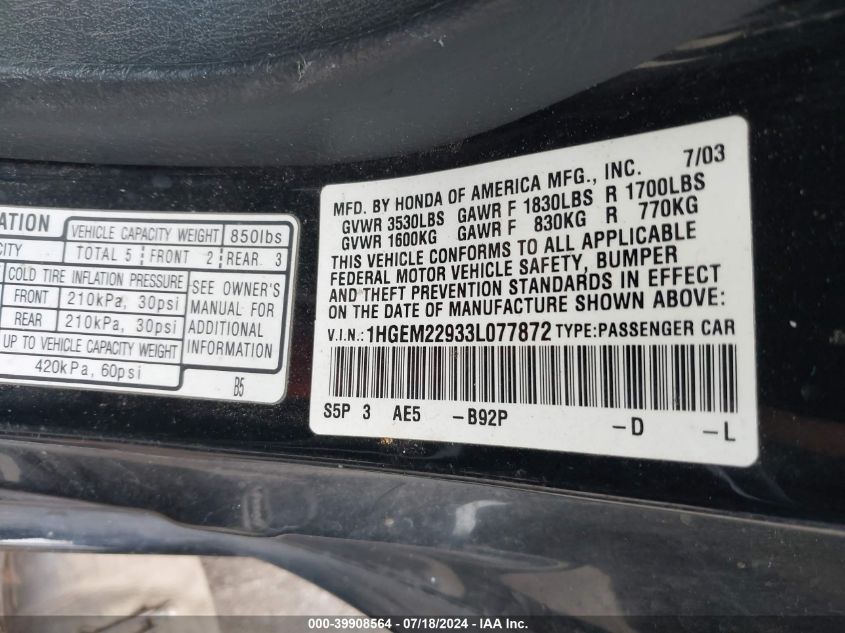 ATION
VEHICLE CAPACITY WEIGHT 850lbs
CITY TOTAL 5 FRONT 2 REAR. 3
COLD TIRE INFLATION PRESSURE
FRONT 210kPa, 30psi
REAR 210kPa, 30psi
UP TO VEHICLE CAPACITY WEIGHT
420kPa, 60psi
SEE OWNER'S
MANUAL FOR
ADDITIONAL
INFORMATION
B5
MFD. BY HONDA OF AMERICA MFG., INC. 7/03
GVWR 3530LBS GAWR F 1830LBS R 1700LBS
GVWR 1600KG GAWR F 830KG R 770KG
THIS VEHICLE CONFORMS TO ALL APPLICABLE
FEDERAL MOTOR VEHICLE SAFETY, BUMPER
AND THEFT PREVENTION STANDARDS IN EFFECT
ON THE DATE OF MANUFACTURE SHOWN ABOVE:
V.I.N.: 1HGEM22933L077872 TYPE:PASSENGER CAR
S5P 3 AE5 -B92P -D -L
000-39908564 / 07/18/2024 - IAA Inc.